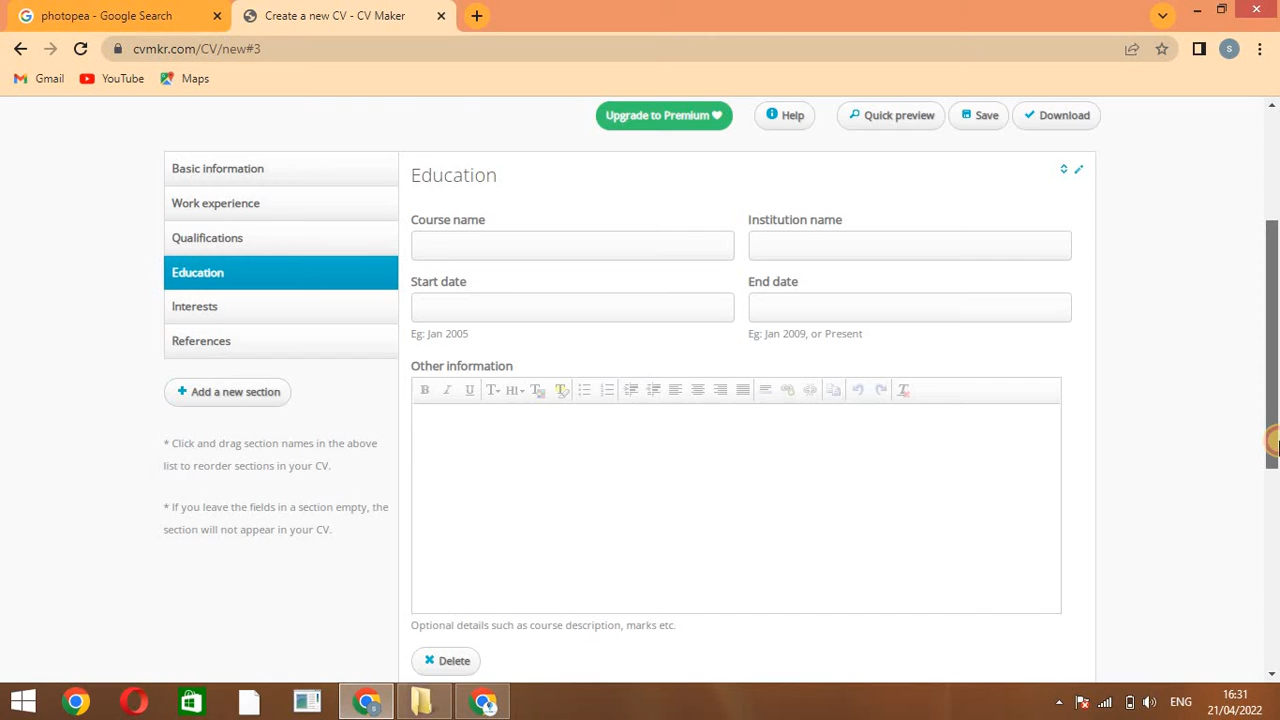 photopea - Google Search
Create a new CV - CV Maker
cvmkr.com/CV/new#3
S
Gmail
YouTube
Maps
Upgrade to Premium
Help
Quick preview
Save
Download
Basic information
Work experience
Qualifications
Education
Interests
References
Add a new section
* Click and drag section names in the above
list to reorder sections in your CV.
* If you leave the fields in a section empty, the
section will not appear in your CV.
Education
Course name
Institution name
Start date
End date
Eg: Jan 2005
Eg: Jan 2009, or Present
Other information
B I U T H1 T T T
Optional details such as course description, marks etc.
Delete
ENG
16:31
21/04/2022